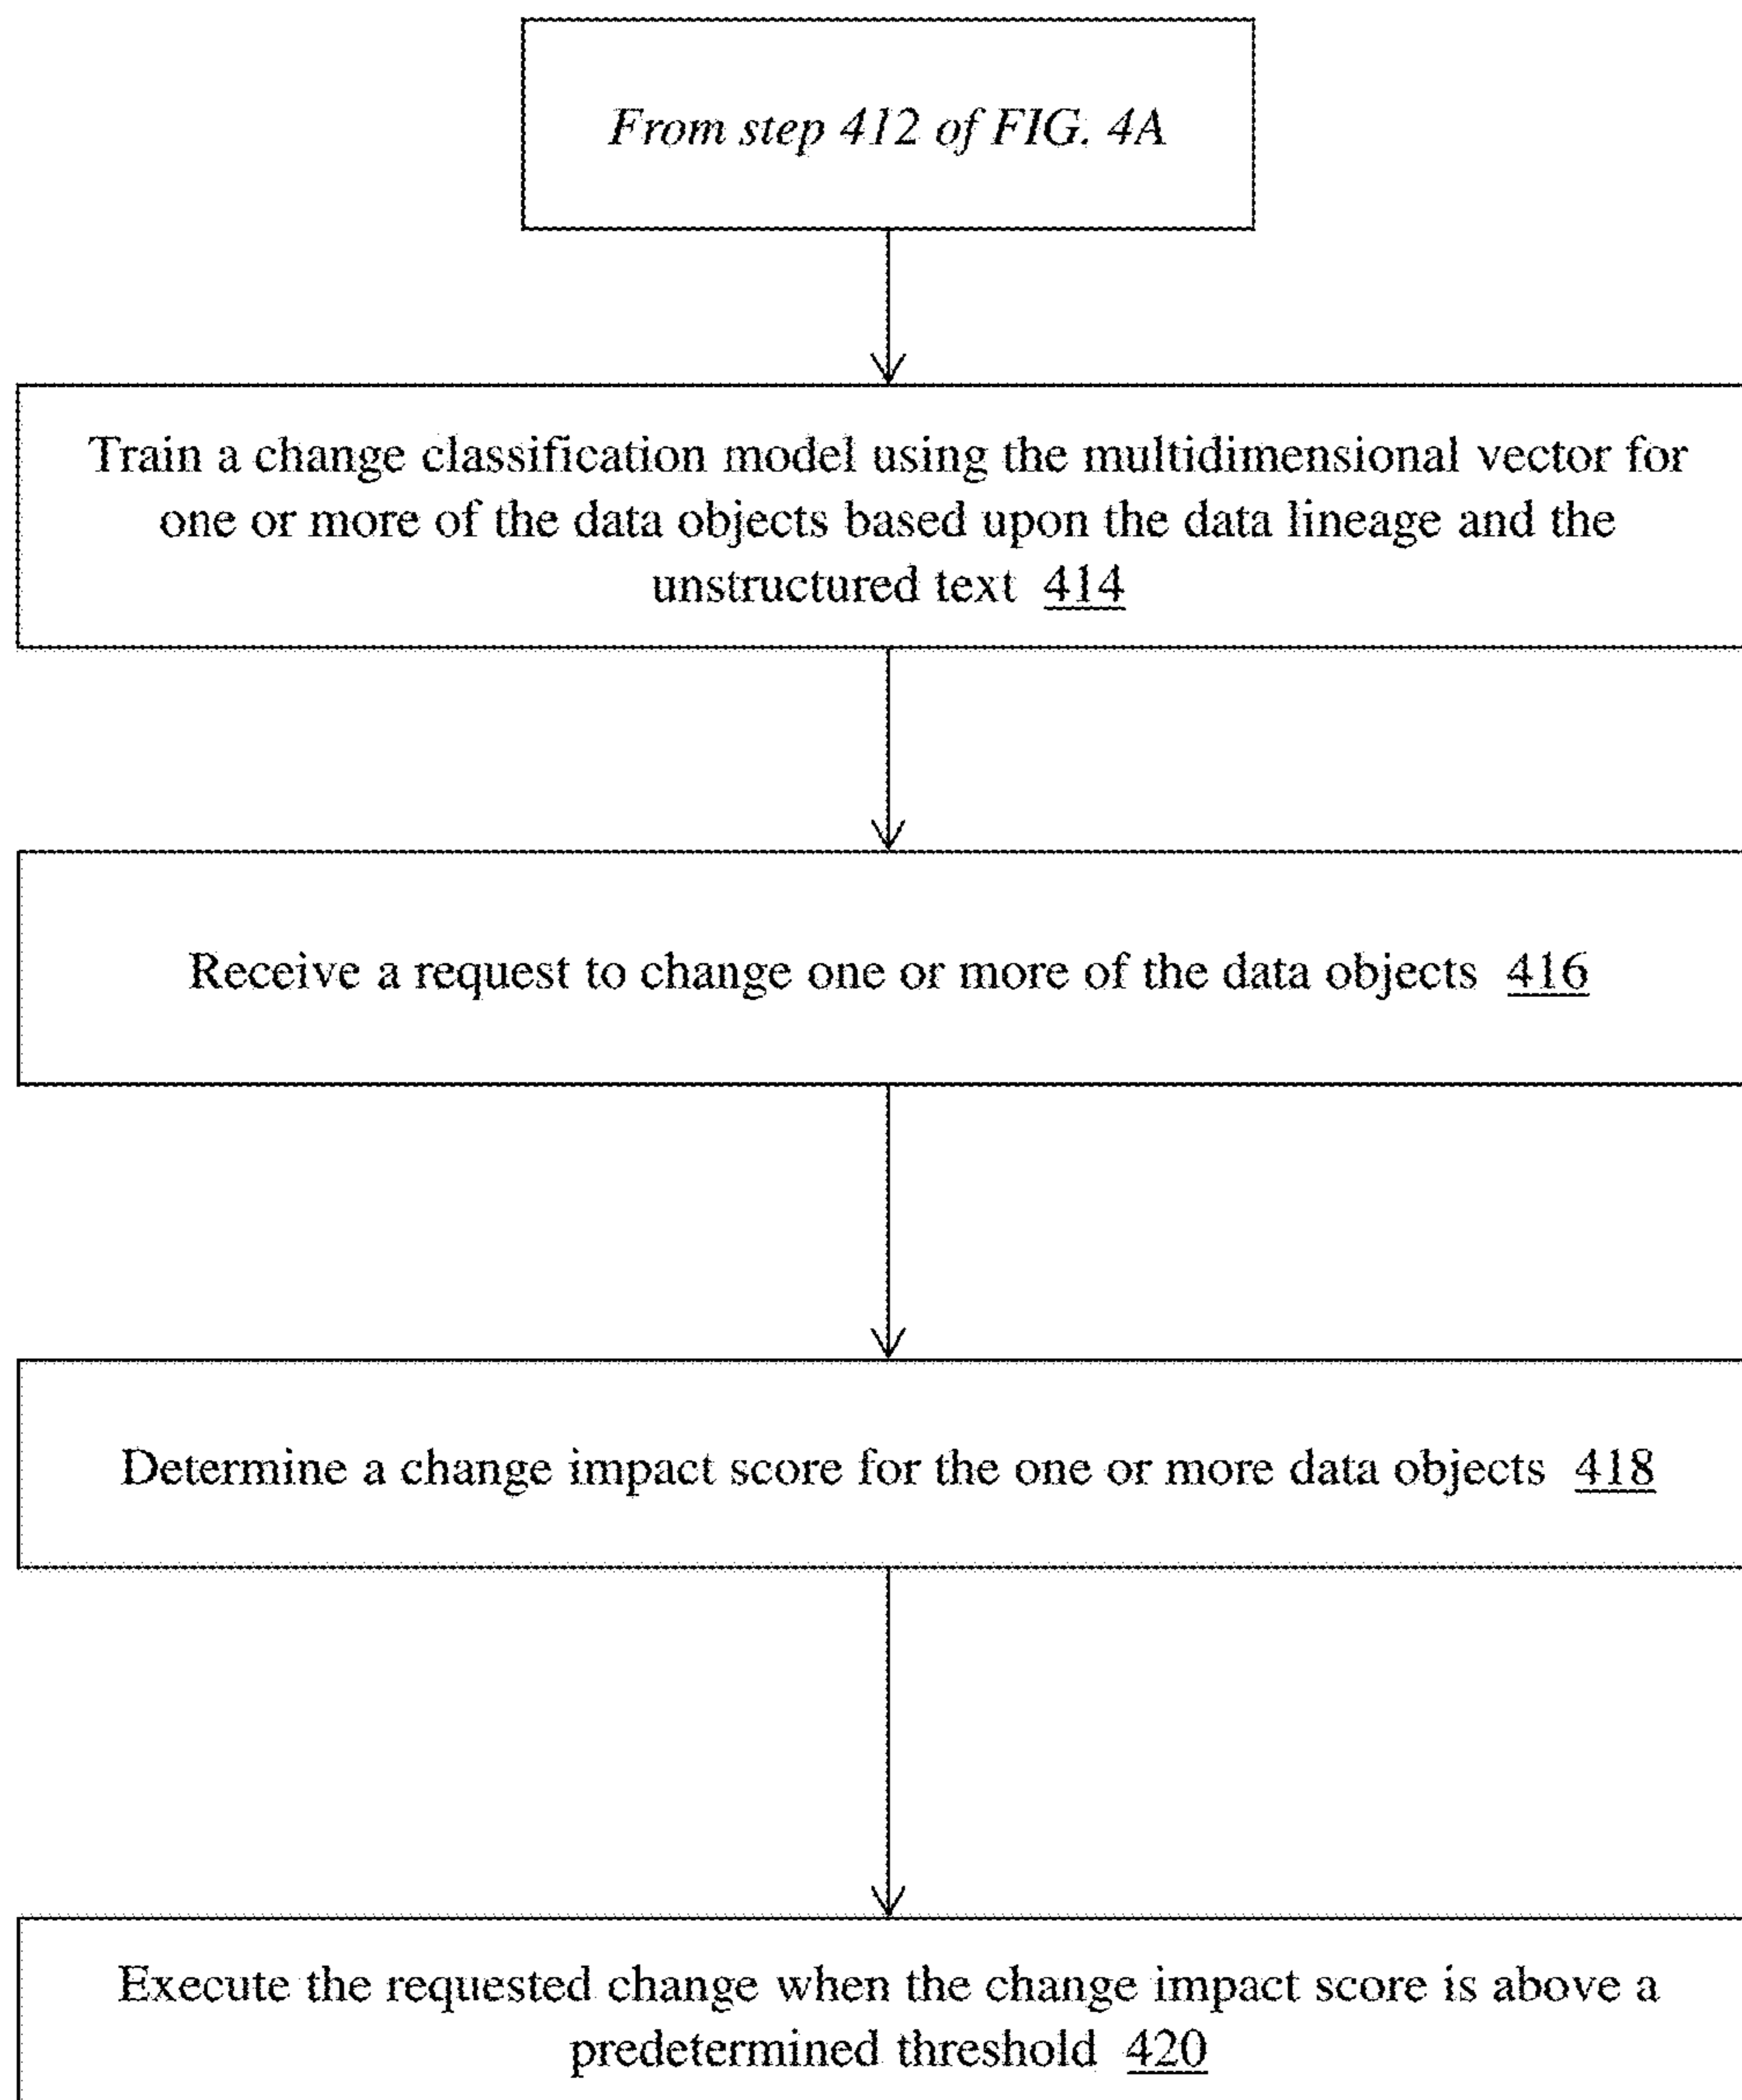 From step 412 of FIG. 4A
Train a change classification model using the multidimensional vector for
one or more of the data objects based upon the data lineage and the
unstructured text 414
Receive a request to change one or more of the data objects 416
Determine a change impact score for the one or more data objects 418
Execute the requested change when the change impact score is above a
predetermined threshold 420